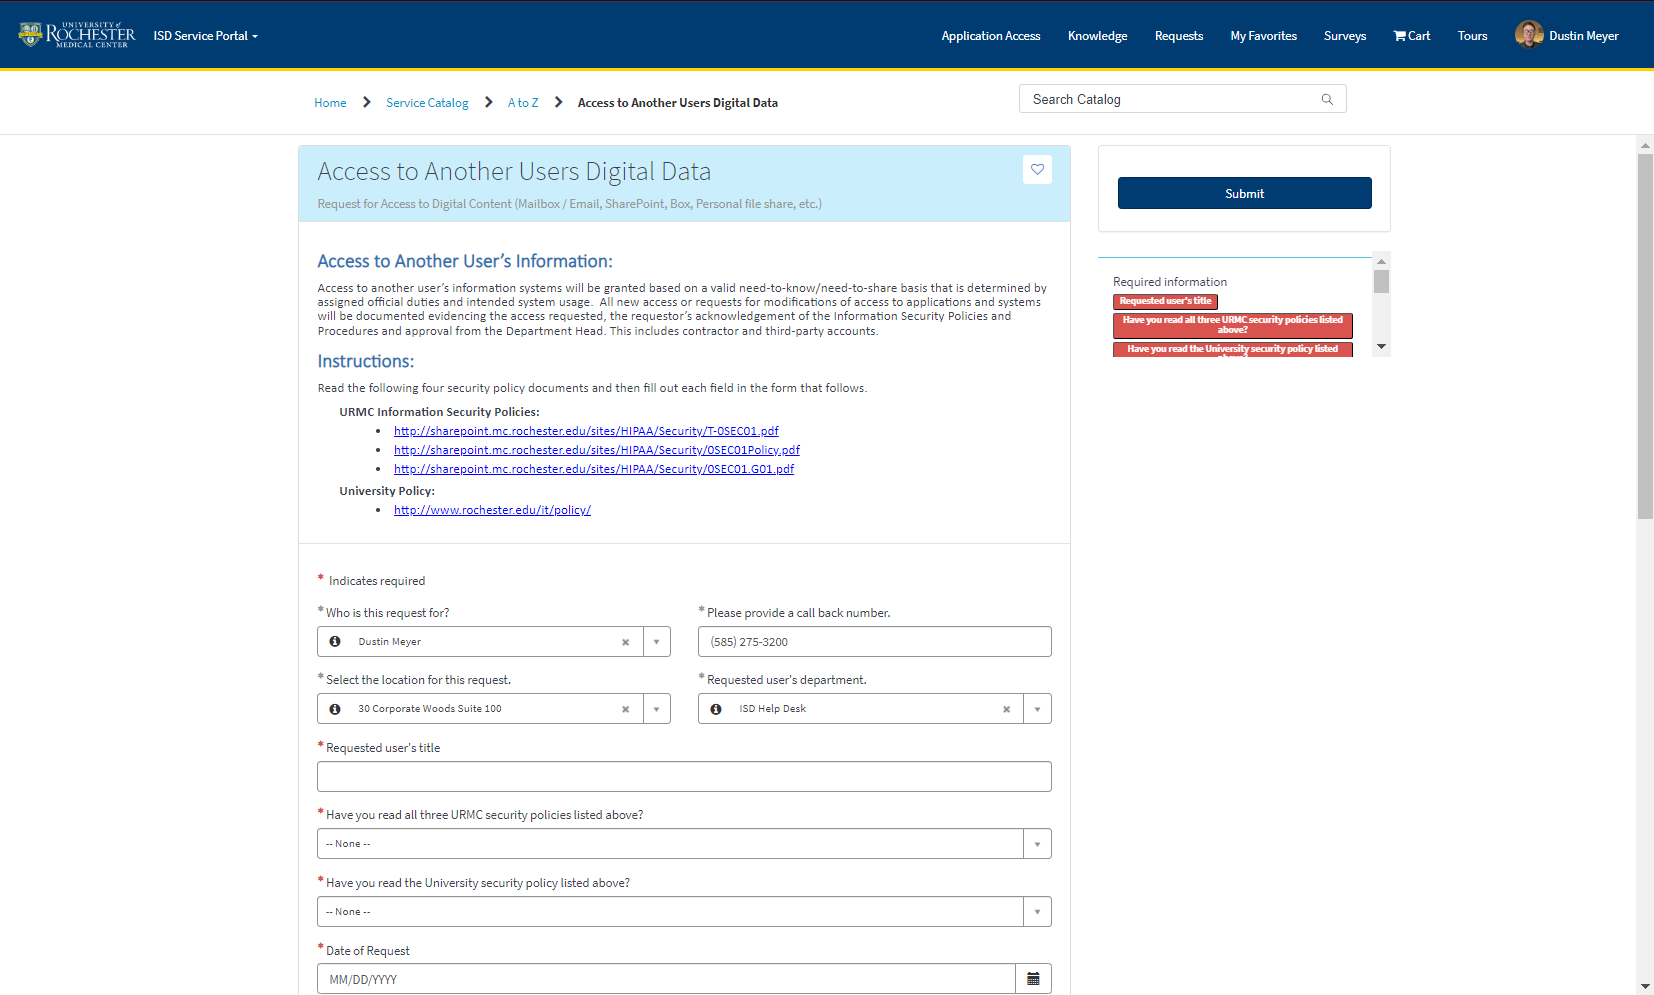 UNIVERSITY of
ROCHESTER
MEDICAL CENTER
ISD Service Portal
Application Access
Knowledge
Requests
My Favorites
Surveys
Cart
Tours
Dustin Meyer
Home
Service Catalog
A to Z
Access to Another Users Digital Data
Search Catalog
Access to Another Users Digital Data
Request for Access to Digital Content (Mailbox / Email, SharePoint, Box, Personal file share, etc.)
Submit
Required information
Requested user's title
Have you read all three URMC security policies listed
above?
Have you read the University security policy listed
above?
Access to Another User’s Information:
Access to another user’s information systems will be granted based on a valid need-to-know/need-to-share basis that is determined by
assigned official duties and intended system usage.  All new access or requests for modifications of access to applications and systems
will be documented evidencing the access requested, the requestor’s acknowledgement of the Information Security Policies and
Procedures and approval from the Department Head. This includes contractor and third-party accounts.
Instructions:
Read the following four security policy documents and then fill out each field in the form that follows.
URMC Information Security Policies:
• http://sharepoint.mc.rochester.edu/sites/HIPAA/Security/T-0SEC01.pdf
• http://sharepoint.mc.rochester.edu/sites/HIPAA/Security/0SEC01Policy.pdf
• http://sharepoint.mc.rochester.edu/sites/HIPAA/Security/0SEC01.G01.pdf
University Policy:
• http://www.rochester.edu/it/policy/
* Indicates required
* Who is this request for?
Dustin Meyer
* Please provide a call back number.
(585) 275-3200
* Select the location for this request.
30 Corporate Woods Suite 100
* Requested user's department.
ISD Help Desk
* Requested user's title
* Have you read all three URMC security policies listed above?
-- None --
* Have you read the University security policy listed above?
-- None --
* Date of Request
MM/DD/YYYY